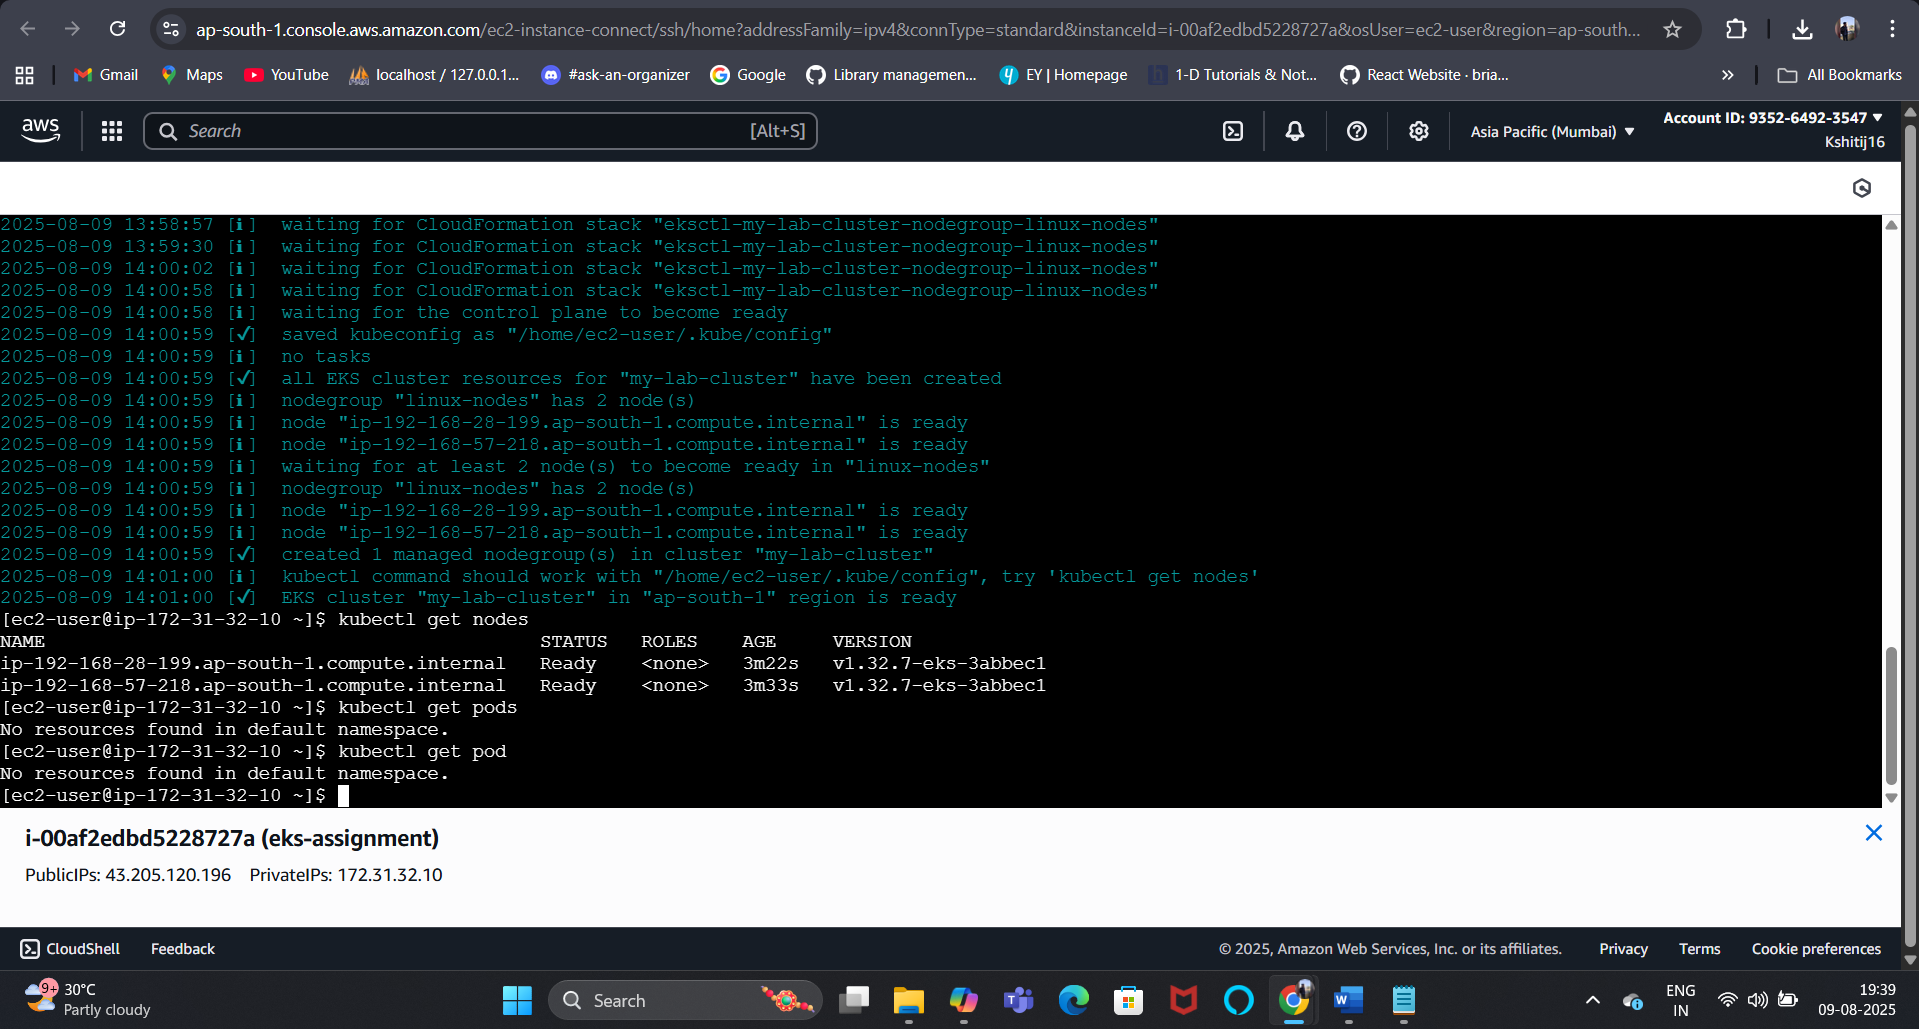 ap-south-1.console.aws.amazon.com/ec2-instance-connect/ssh/home?addressFamily=ipv4&connType=standard&instanceId=i-00af2edbd5228727a&osUser=ec2-user&region=ap-south...
Gmail Maps YouTube localhost / 127.0.0.1... #ask-an-organizer Google Library managemen... EY | Homepage 1-D Tutorials & Not... React Website · bria... » All Bookmarks
aws Search [Alt+S] Asia Pacific (Mumbai) Account ID: 9352-6492-3547
Kshitij16
2025-08-09 13:58:57 [ℹ]  waiting for CloudFormation stack "eksctl-my-lab-cluster-nodegroup-linux-nodes"
2025-08-09 13:59:30 [ℹ]  waiting for CloudFormation stack "eksctl-my-lab-cluster-nodegroup-linux-nodes"
2025-08-09 14:00:02 [ℹ]  waiting for CloudFormation stack "eksctl-my-lab-cluster-nodegroup-linux-nodes"
2025-08-09 14:00:58 [ℹ]  waiting for CloudFormation stack "eksctl-my-lab-cluster-nodegroup-linux-nodes"
2025-08-09 14:00:58 [ℹ]  waiting for the control plane to become ready
2025-08-09 14:00:59 [✔]  saved kubeconfig as "/home/ec2-user/.kube/config"
2025-08-09 14:00:59 [ℹ]  no tasks
2025-08-09 14:00:59 [✔]  all EKS cluster resources for "my-lab-cluster" have been created
2025-08-09 14:00:59 [ℹ]  nodegroup "linux-nodes" has 2 node(s)
2025-08-09 14:00:59 [ℹ]  node "ip-192-168-28-199.ap-south-1.compute.internal" is ready
2025-08-09 14:00:59 [ℹ]  node "ip-192-168-57-218.ap-south-1.compute.internal" is ready
2025-08-09 14:00:59 [ℹ]  waiting for at least 2 node(s) to become ready in "linux-nodes"
2025-08-09 14:00:59 [ℹ]  nodegroup "linux-nodes" has 2 node(s)
2025-08-09 14:00:59 [ℹ]  node "ip-192-168-28-199.ap-south-1.compute.internal" is ready
2025-08-09 14:00:59 [ℹ]  node "ip-192-168-57-218.ap-south-1.compute.internal" is ready
2025-08-09 14:00:59 [✔]  created 1 managed nodegroup(s) in cluster "my-lab-cluster"
2025-08-09 14:01:00 [ℹ]  kubectl command should work with "/home/ec2-user/.kube/config", try 'kubectl get nodes'
2025-08-09 14:01:00 [✔]  EKS cluster "my-lab-cluster" in "ap-south-1" region is ready
[ec2-user@ip-172-31-32-10 ~]$ kubectl get nodes
NAME STATUS ROLES AGE VERSION
ip-192-168-28-199.ap-south-1.compute.internal Ready <none> 3m22s v1.32.7-eks-3abbec1
ip-192-168-57-218.ap-south-1.compute.internal Ready <none> 3m33s v1.32.7-eks-3abbec1
[ec2-user@ip-172-31-32-10 ~]$ kubectl get pods
No resources found in default namespace.
[ec2-user@ip-172-31-32-10 ~]$ kubectl get pod
No resources found in default namespace.
[ec2-user@ip-172-31-32-10 ~]$
i-00af2edbd5228727a (eks-assignment)
PublicIPs: 43.205.120.196 PrivateIPs: 172.31.32.10
CloudShell Feedback © 2025, Amazon Web Services, Inc. or its affiliates. Privacy Terms Cookie preferences
9+ 30°C
Partly cloudy
Search
ENG
IN
19:39
09-08-2025